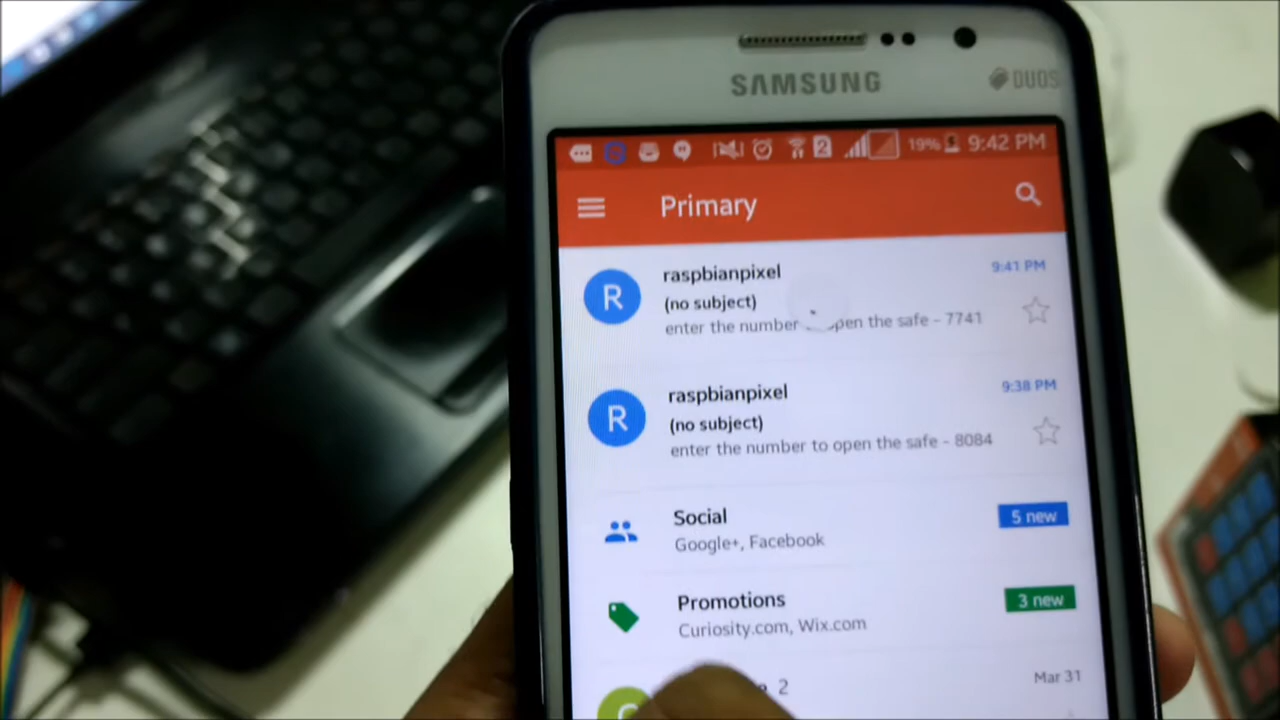 SAMSUNG
DUOS
2
19%
9:42 PM
Primary
R
raspbianpixel
9:41 PM
(no subject)
enter the number open the safe - 7741
R
raspbianpixel
9:38 PM
(no subject)
enter the number to open the safe - 8084
Social
5 new
Google+, Facebook
Promotions
3 new
Curiosity.com, Wix.com
2
Mar 31